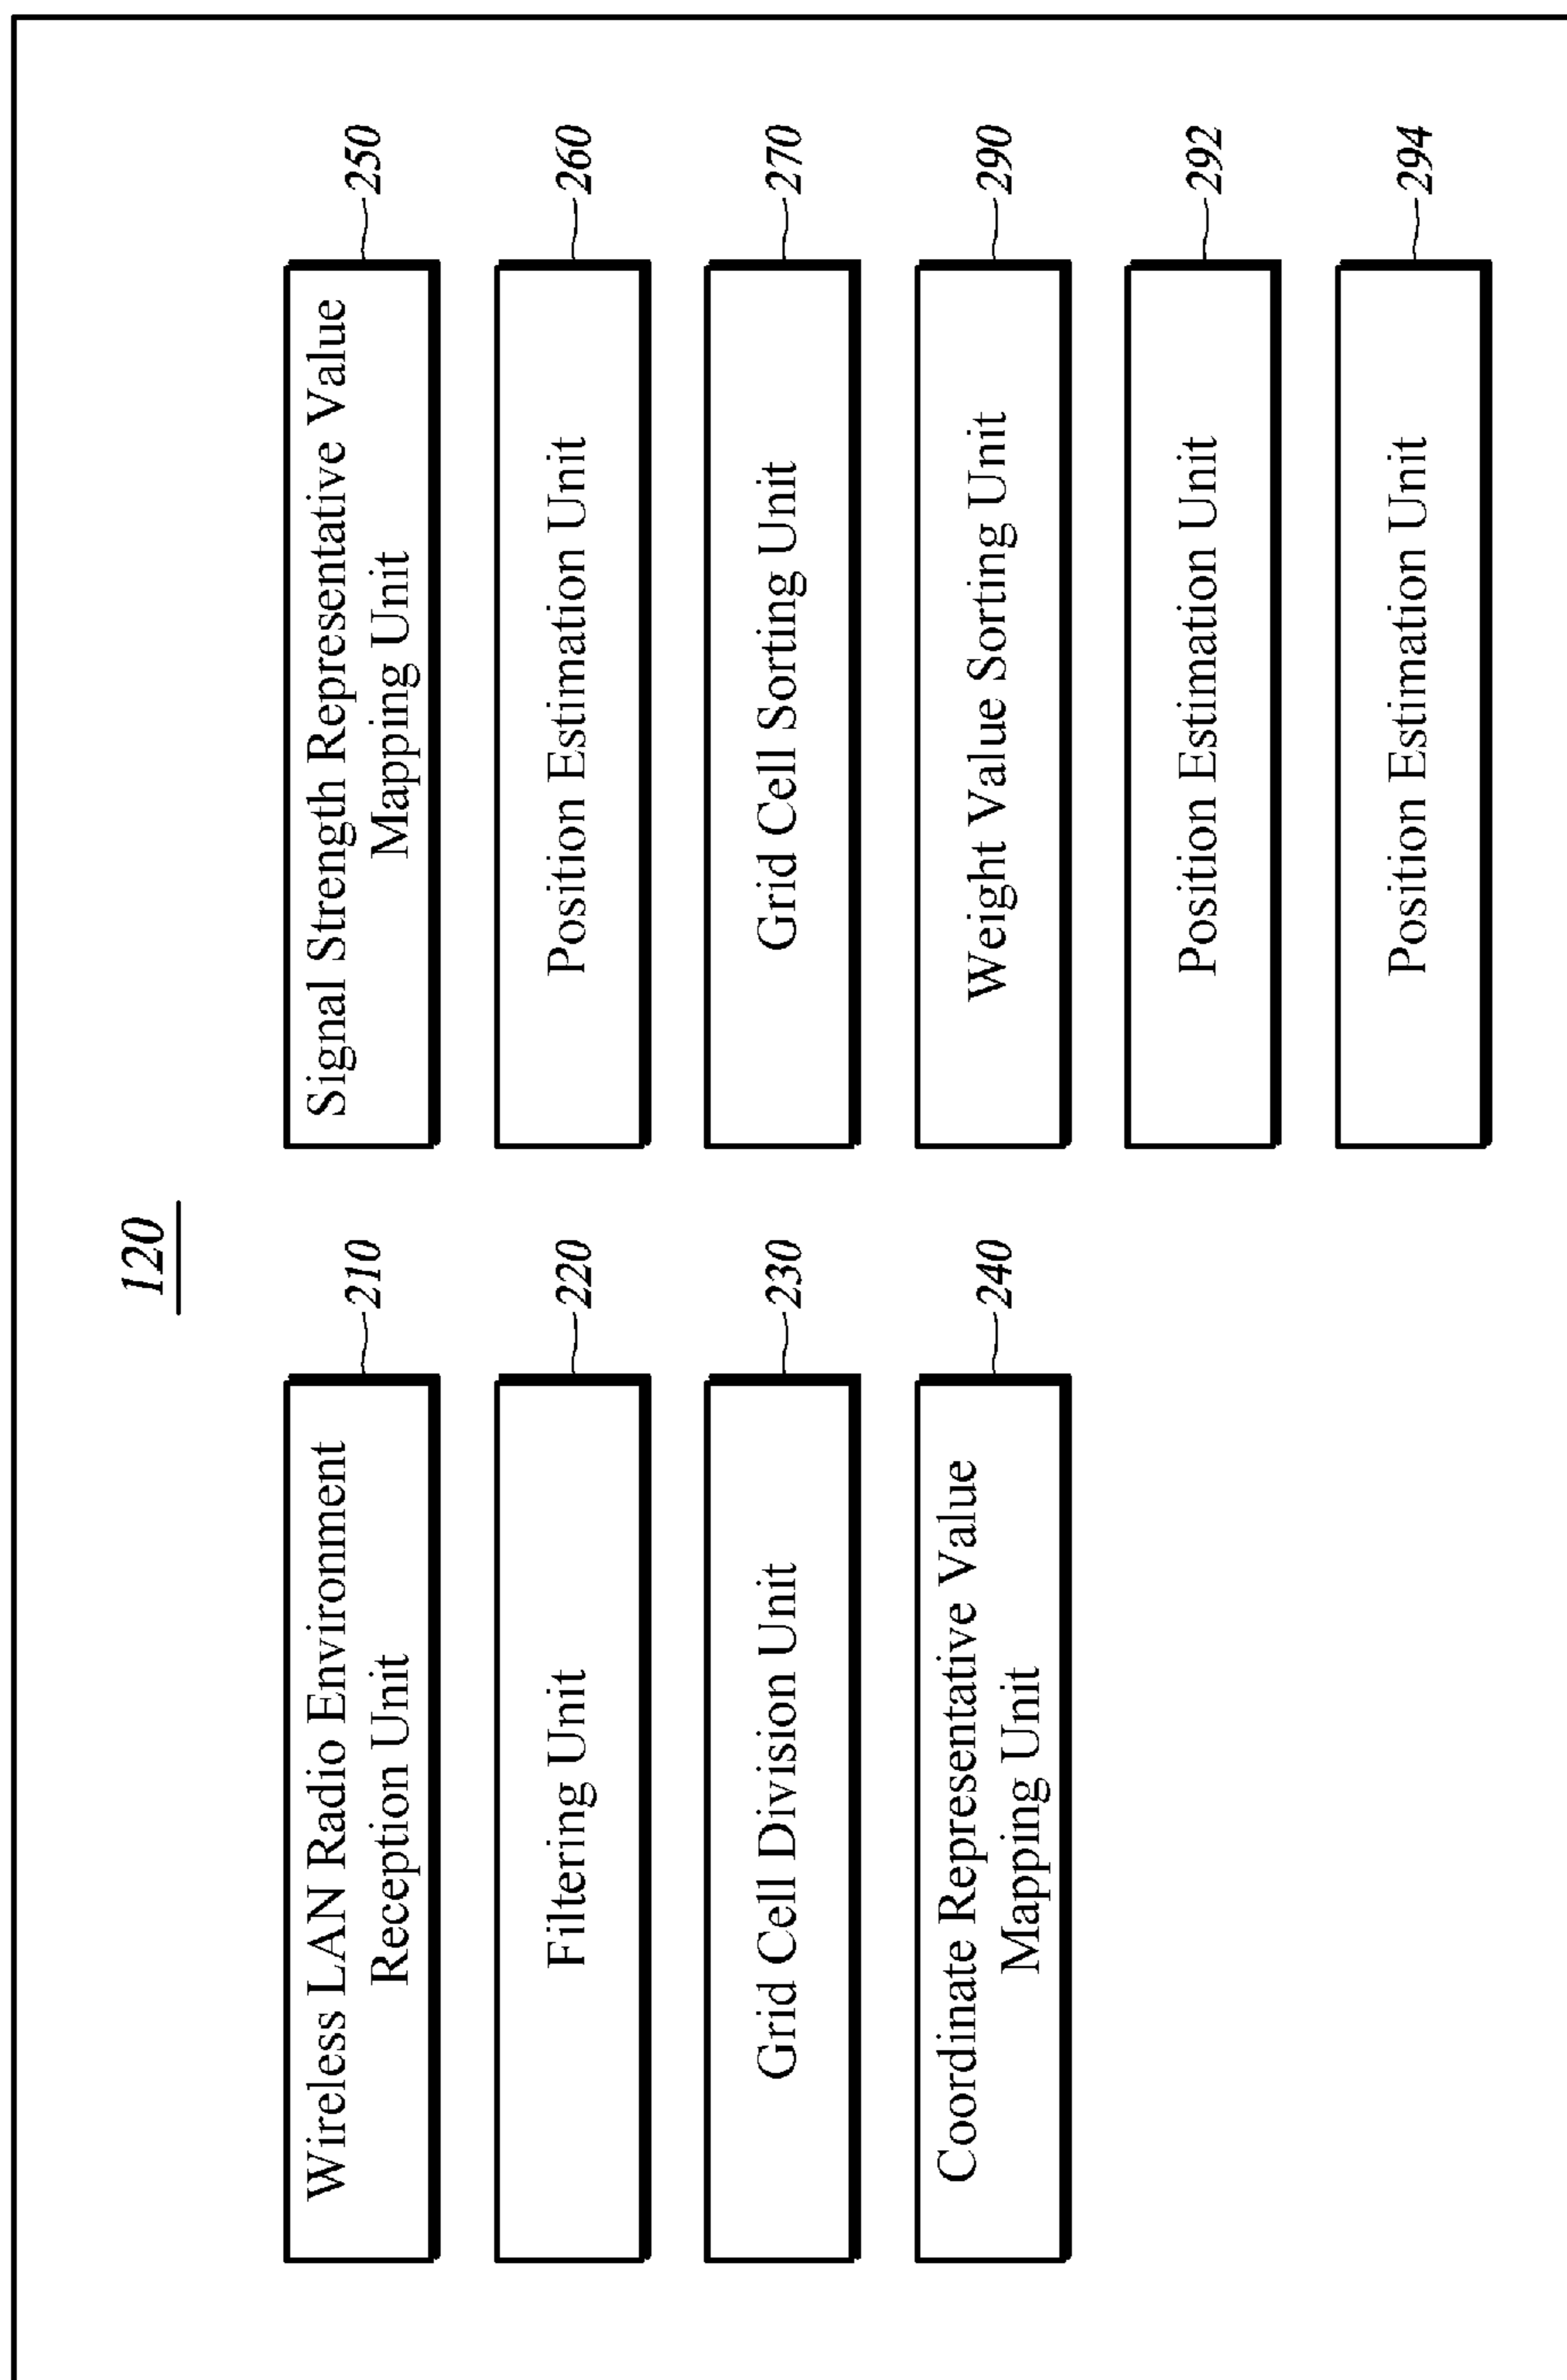 120
Wireless LAN Radio Environment
Reception Unit
210
Filtering Unit
220
Grid Cell Division Unit
230
Coordinate Representative Value
Mapping Unit
240
Signal Strength Representative Value
Mapping Unit
250
Position Estimation Unit
260
Grid Cell Sorting Unit
270
Weight Value Sorting Unit
290
Position Estimation Unit
292
Position Estimation Unit
294